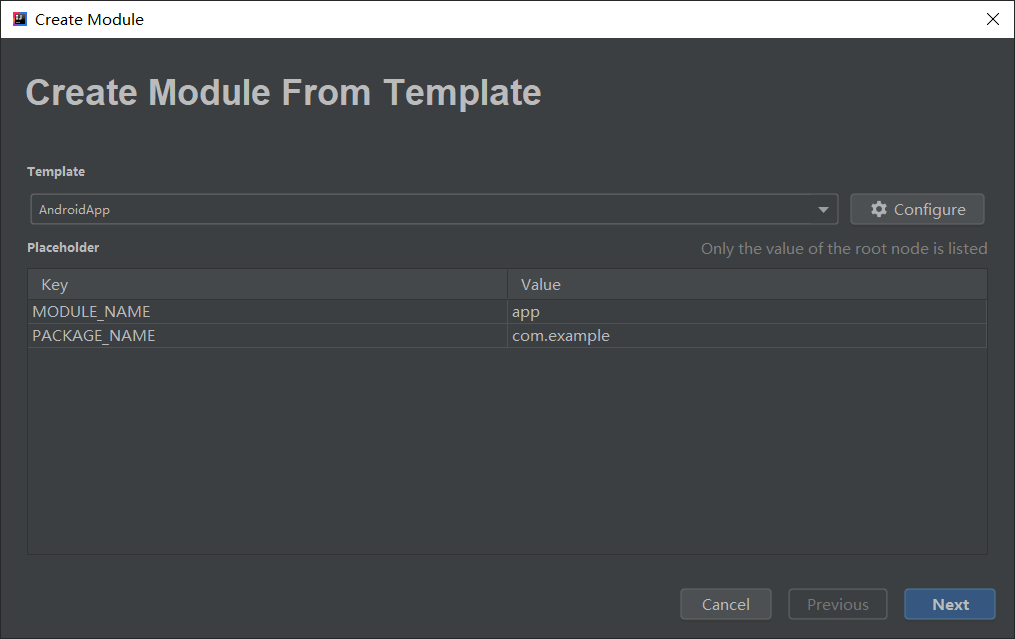 Create Module
Create Module From Template
Template
AndroidApp
Configure
Placeholder
Only the value of the root node is listed
Key Value
MODULE_NAME app
PACKAGE_NAME com.example
Cancel Previous Next